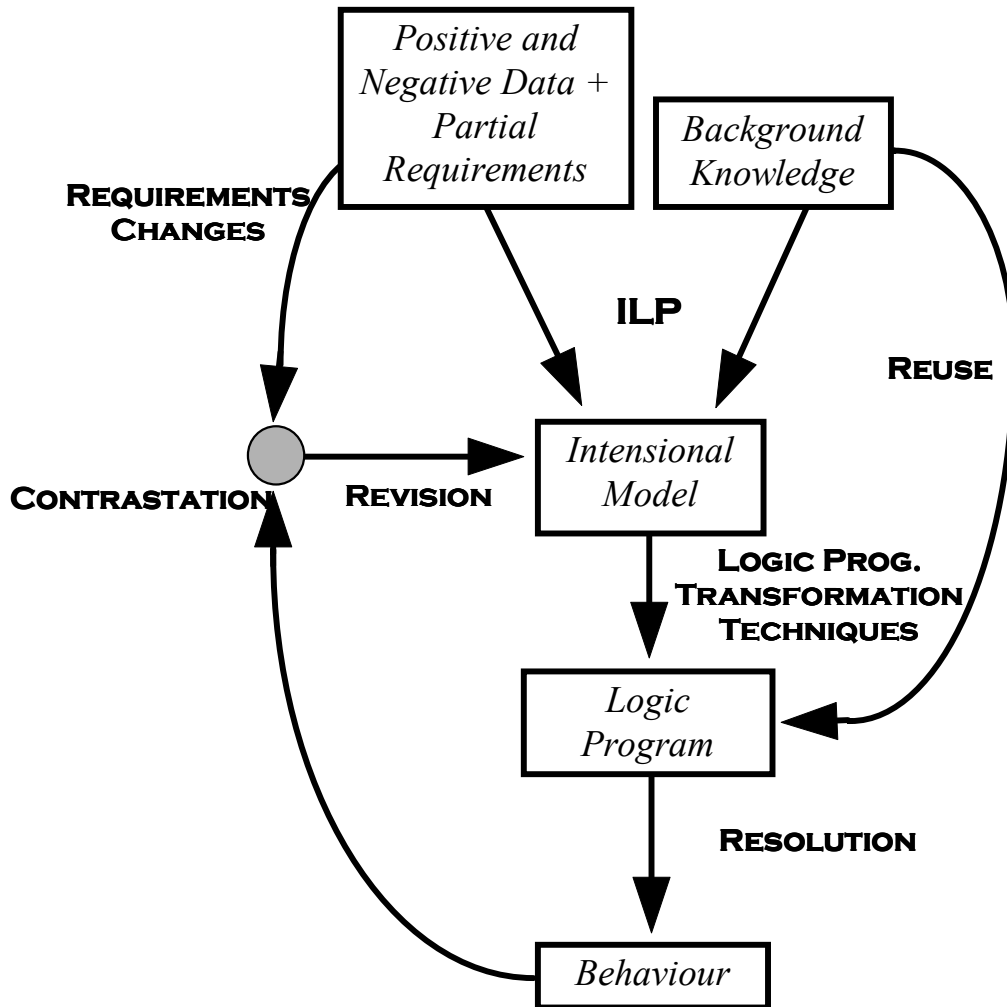 Positive and
Negative Data +
Partial
Requirements
Background
Knowledge
REQUIREMENTS
CHANGES
ILP
REUSE
Intensional
Model
CONTRASTATION
REVISION
LOGIC PROG.
TRANSFORMATION
TECHNIQUES
Logic
Program
RESOLUTION
Behaviour